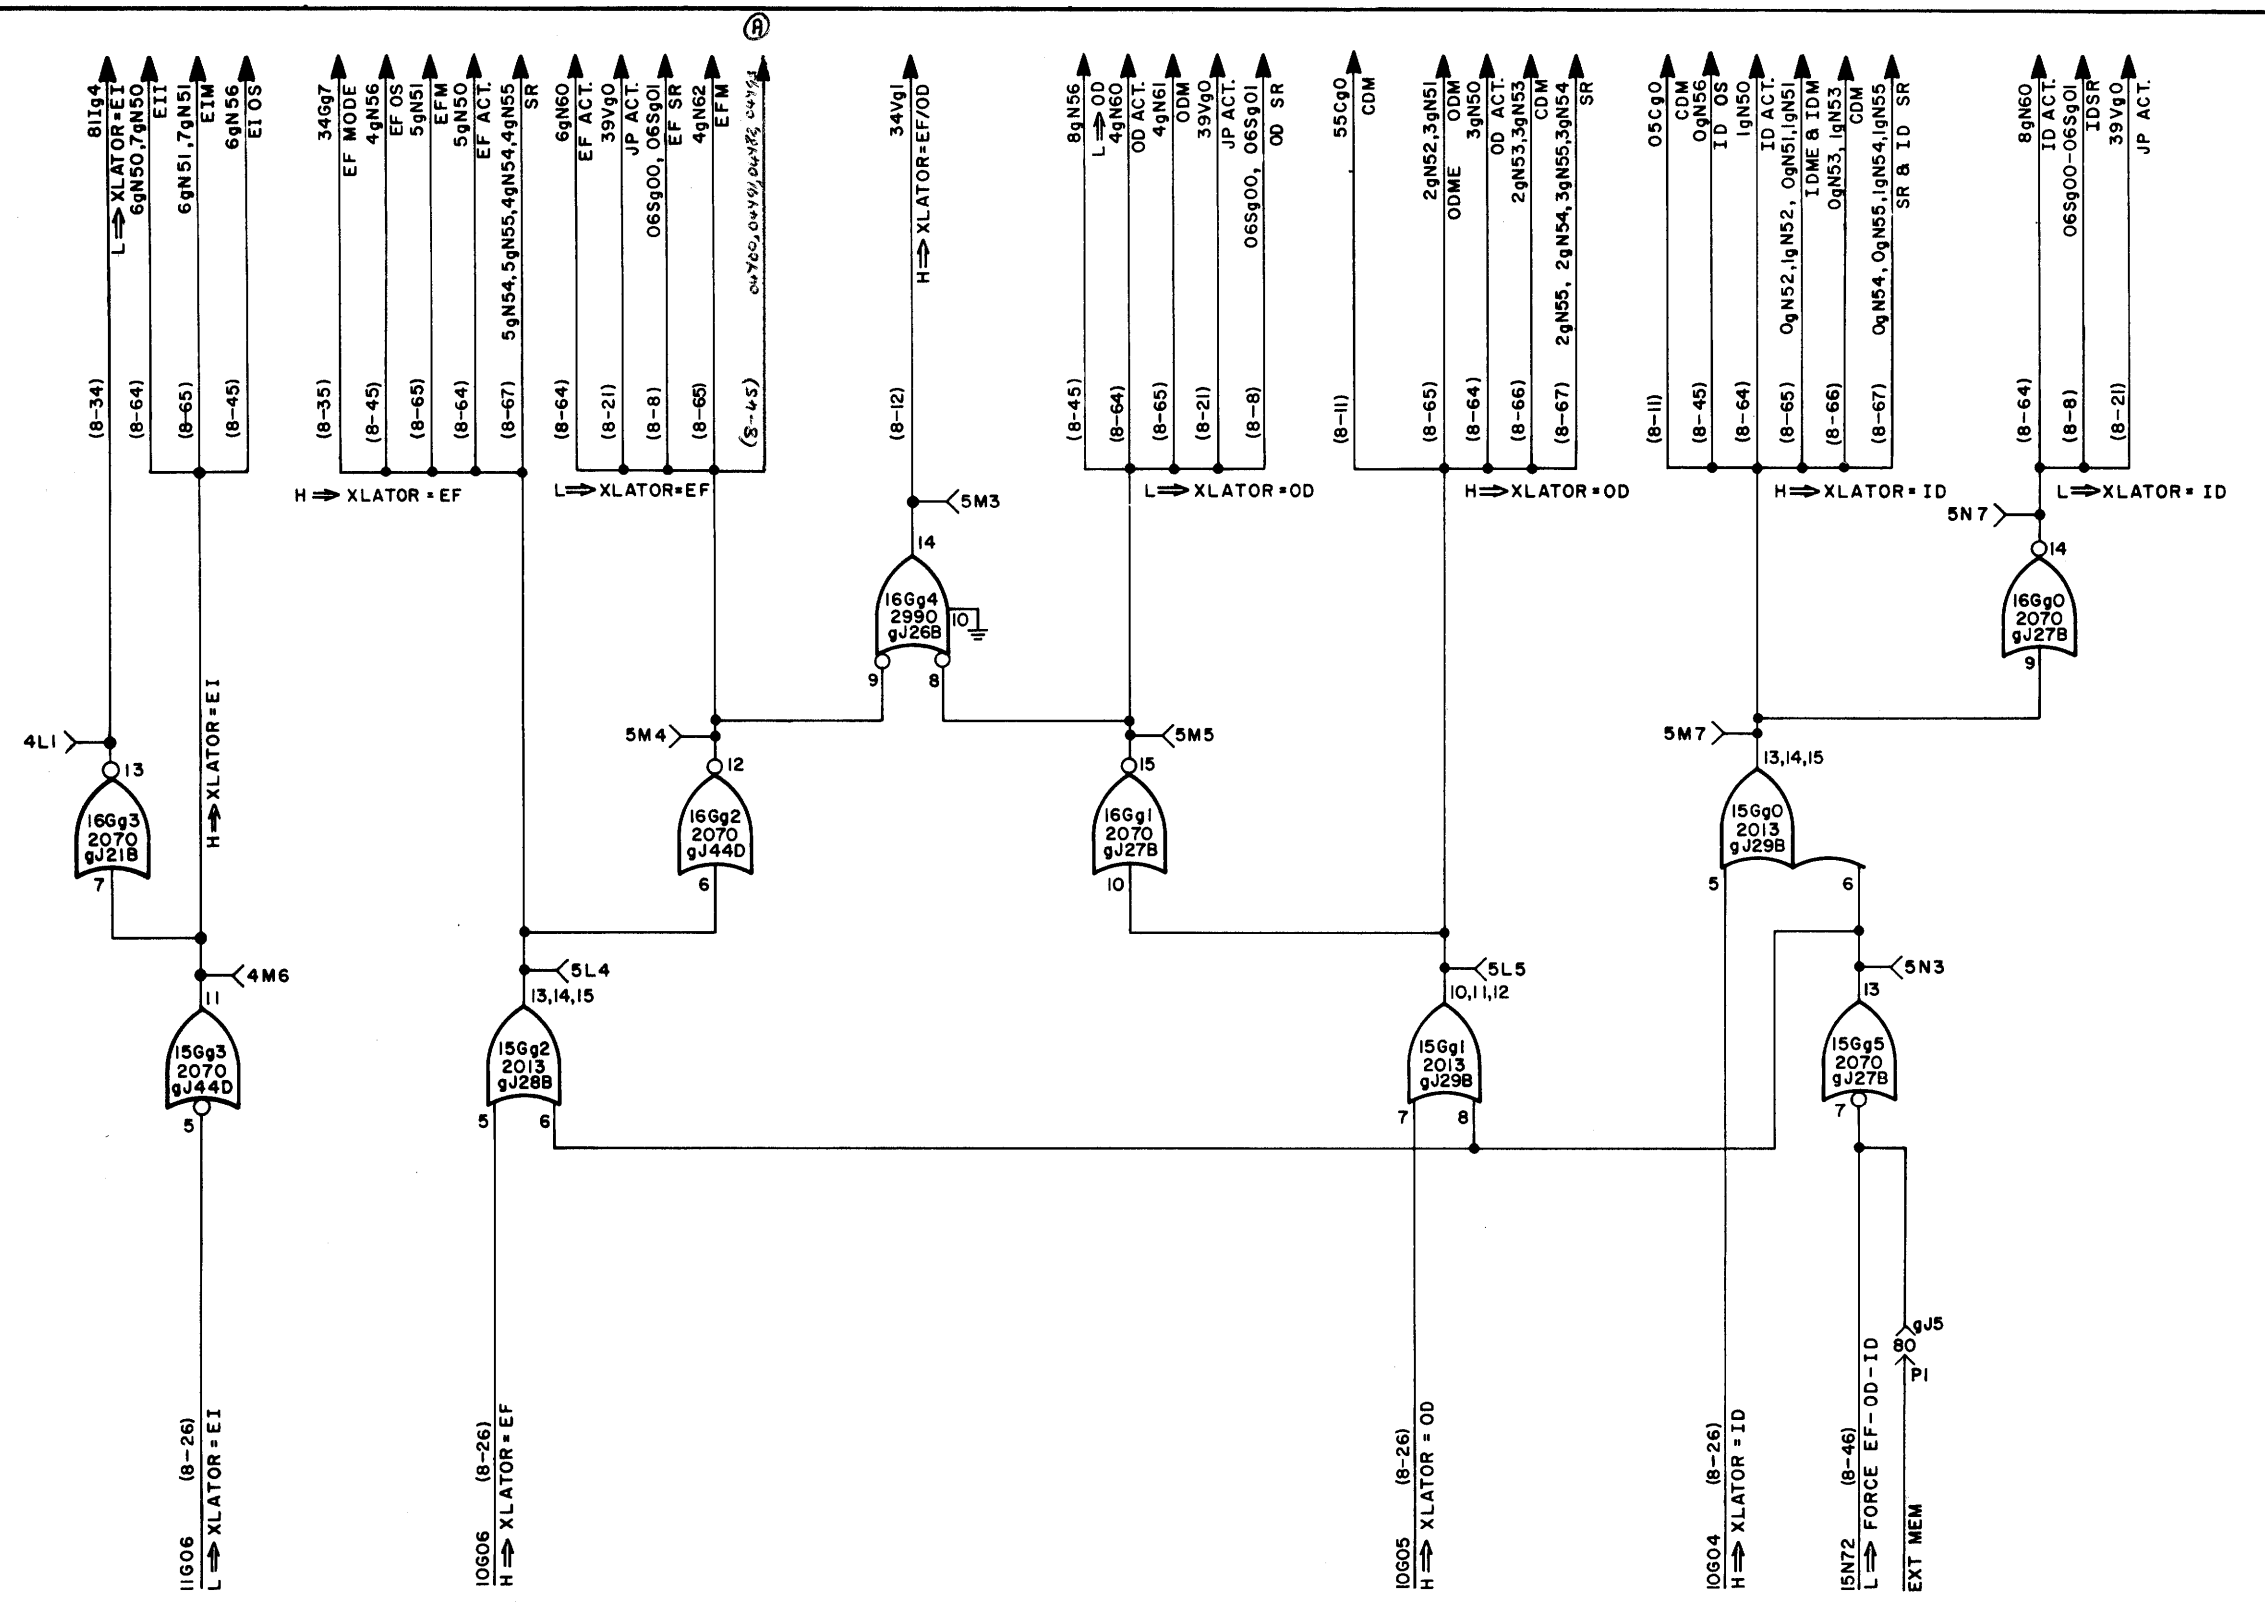 A
81Ig4
L⇒XLATOR=EI
6gN50,7gN50
EII
6gN51,7gN51
EIM
6gN56
EI OS
34Gg7
EF MODE
4gN56
EF OS
5gN51
EFM
5gN50
EF ACT.
5gN54,5gN55,4gN54,4gN55
SR
6gN60
EF ACT.
39Vg0
JP ACT.
06Sg00,06Sg01
EF SR
4gN62
EFM
34Vg1
H⇒XLATOR=EF/OD
8gN56
L⇒OD
4gN60
OD ACT.
4gN61
ODM
39Vg0
JP ACT.
06Sg00, 06Sg01
OD SR
55Cg0
CDM
2gN52,3gN51
ODME ODM
3gN50
OD ACT.
2gN53,3gN53
CDM
2gN55, 2gN54,3gN55,3gN54
SR
05Cg0
CDM
0gN56
ID OS
1gN50
ID ACT.
0gN52,1gN52, 0gN51,1gN51
IDME & IDM
0gN53,1gN53
CDM
0gN54,0gN55,1gN54,1gN55
SR & ID SR
8gN60
ID ACT.
06Sg00-06Sg01
IDSR
39Vg0
JP ACT.
(8-34)
(8-64)
(8-65)
(8-45)
(8-35)
(8-45)
(8-65)
(8-64)
(8-67)
(8-64)
(8-21)
(8-8)
(8-65)
(8-45)
(8-12)
(8-45)
(8-64)
(8-65)
(8-21)
(8-8)
(8-11)
(8-65)
(8-64)
(8-66)
(8-67)
(8-11)
(8-45)
(8-64)
(8-65)
(8-66)
(8-67)
(8-64)
(8-8)
(8-21)
H⇒XLATOR=EF
L⇒XLATOR=EF
L⇒XLATOR=OD
H⇒XLATOR=OD
H⇒XLATOR=ID
L⇒XLATOR=ID
5M3
14
16Gg4
2990
gJ26B
10
9
8
5N7
14
16Gg0
2070
gJ27B
9
H⇒XLATOR=EI
4L1
13
16Gg3
2070
gJ21B
7
5M4
12
16Gg2
2070
gJ44D
6
5M5
15
16Gg1
2070
gJ27B
10
5M7
13,14,15
15Gg0
2013
gJ29B
5
6
4M6
11
15Gg3
2070
gJ44D
5
5L4
13,14,15
15Gg2
2013
gJ28B
5
6
5L5
10,11,12
15Gg1
2013
gJ29B
7
8
5N3
13
15Gg5
2070
gJ27B
7
gJ5
80
P1
11G06 (8-26)
L⇒XLATOR=EI
10G06 (8-26)
H⇒XLATOR=EF
10G05 (8-26)
H⇒XLATOR=OD
10G04 (8-26)
H⇒XLATOR=ID
15N72 (8-46)
L⇒FORCE EF-OD-ID
EXT MEM